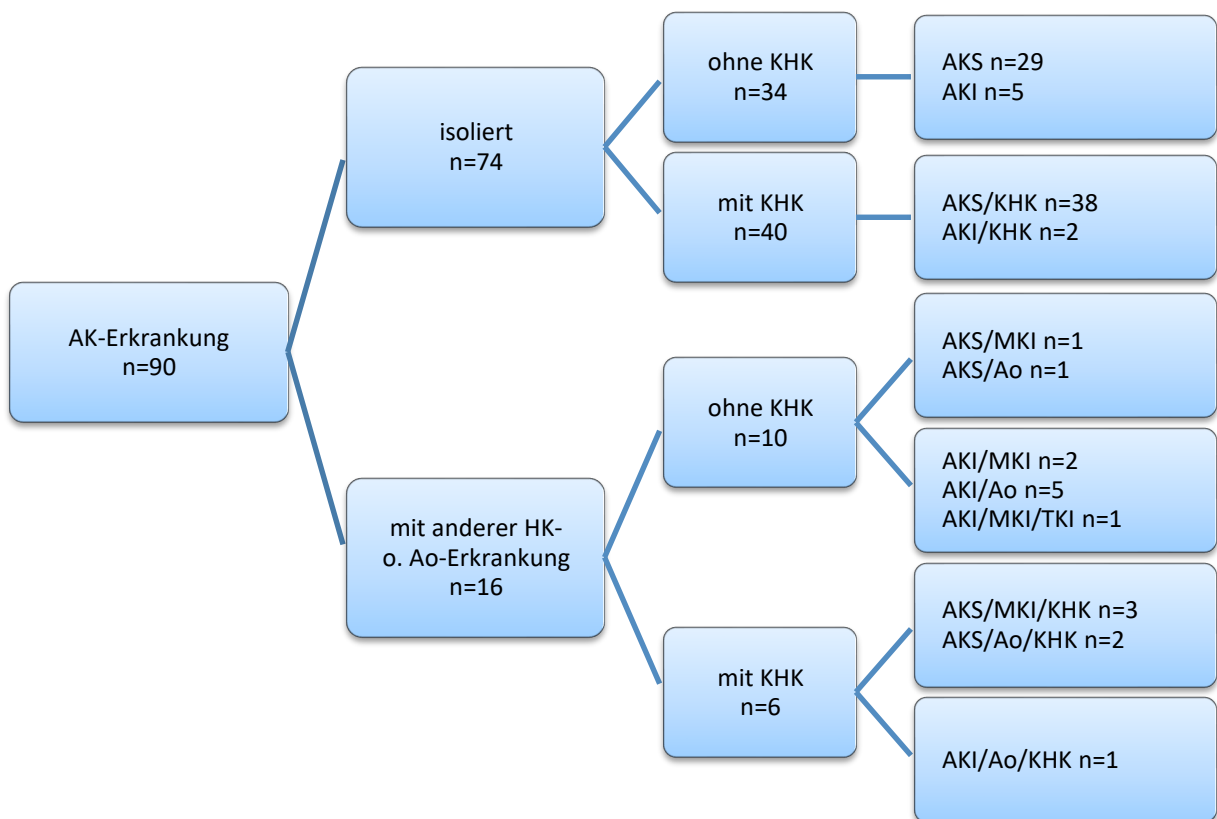 AK-Erkrankung
n=90
isoliert
n=74
ohne KHK
n=34
AKS n=29
AKI n=5
mit KHK
n=40
AKS/KHK n=38
AKI/KHK n=2
mit anderer HK-
o. Ao-Erkrankung
n=16
ohne KHK
n=10
AKS/MKI n=1
AKS/Ao n=1
AKI/MKI n=2
AKI/Ao n=5
AKI/MKI/TKI n=1
mit KHK
n=6
AKS/MKI/KHK n=3
AKS/Ao/KHK n=2
AKI/Ao/KHK n=1